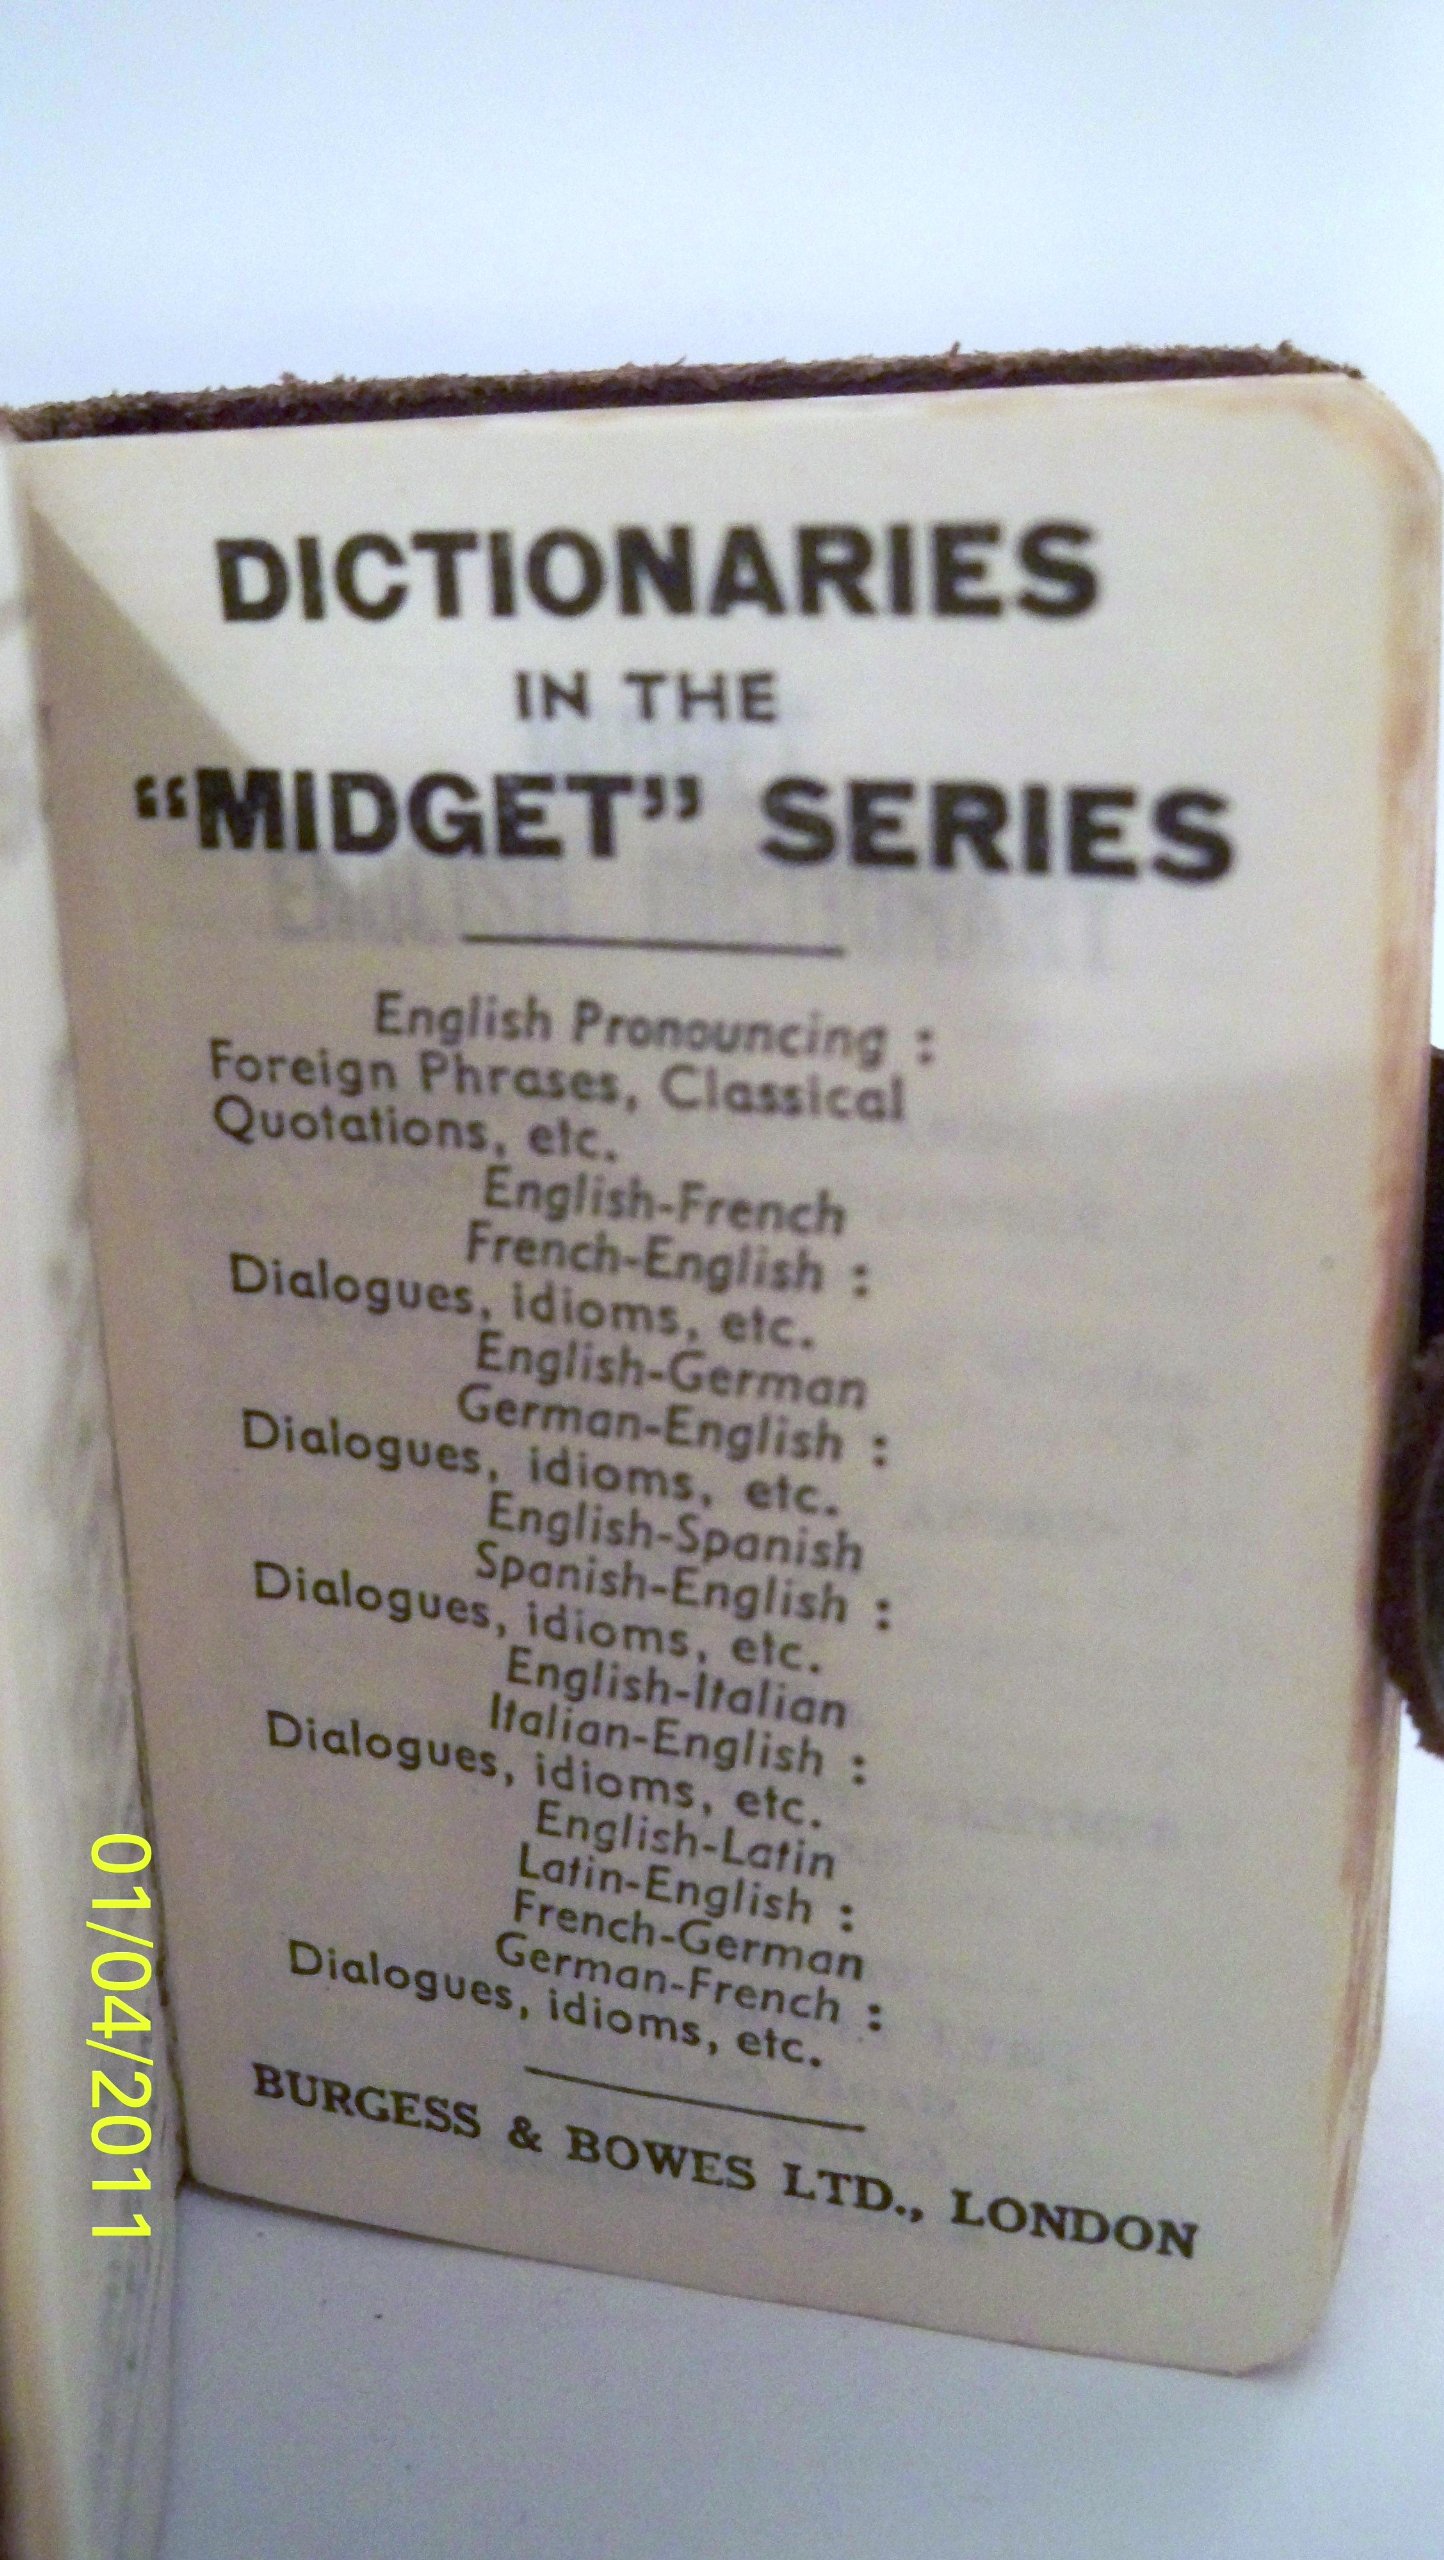 DICTIONARIES
IN THE
“MIDGET” SERIES
English Pronouncing :
Foreign Phrases, Classical
Quotations, etc.
English-French
French-English :
Dialogues, idioms, etc.
English-German
German-English :
Dialogues, idioms, etc.
English-Spanish
Spanish-English :
Dialogues, idioms, etc.
English-Italian
Italian-English :
Dialogues, idioms, etc.
English-Latin
Latin-English :
French-German
German-French :
Dialogues, idioms, etc.
BURGESS & BOWES LTD., LONDON
01/04/2011